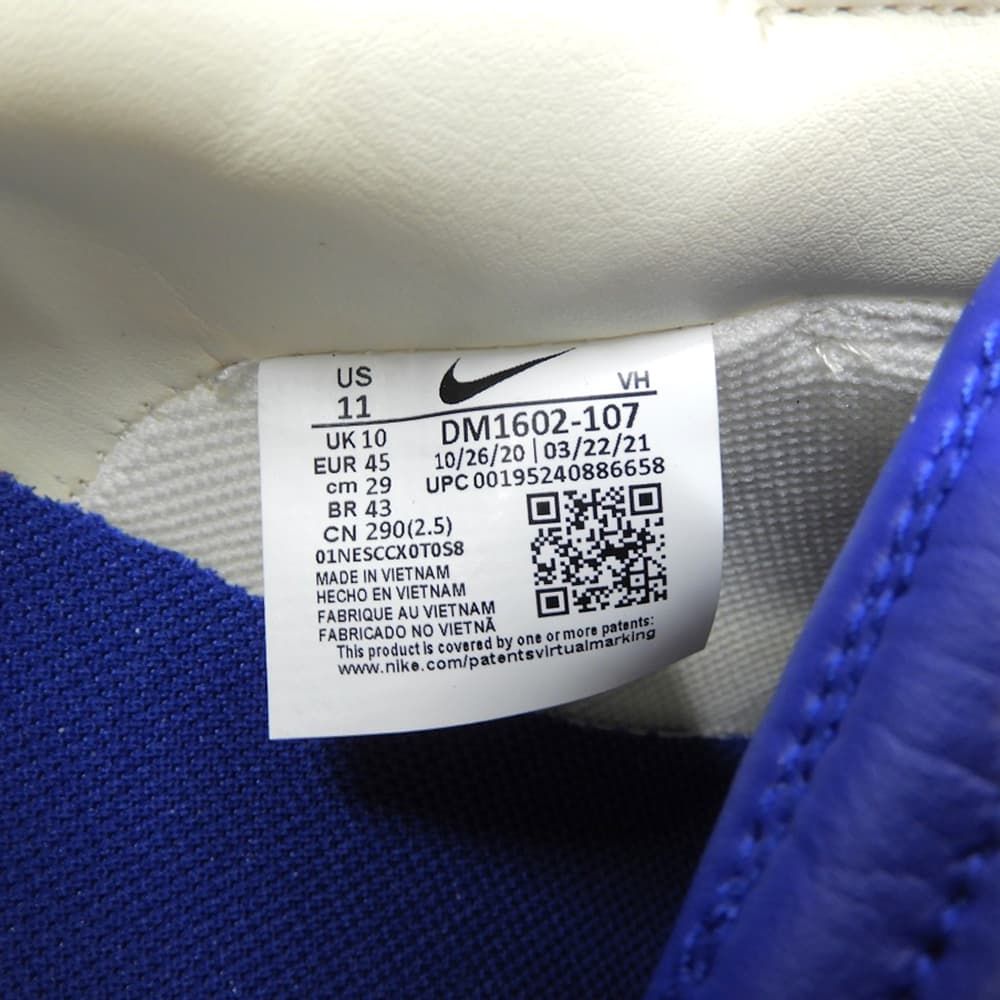 US
11
VH
UK 10
EUR 45
cm 29
BR 43
CN 290(2.5)
DM1602-107
10/26/20 | 03/22/21
UPC 00195240886658
01NESCCX0T0S8
MADE IN VIETNAM
HECHO EN VIETNAM
FABRIQUE AU VIETNAM
FABRICADO NO VIETNÃ
This product is covered by one or more patents:
www.nike.com/patentsvirtualmarking